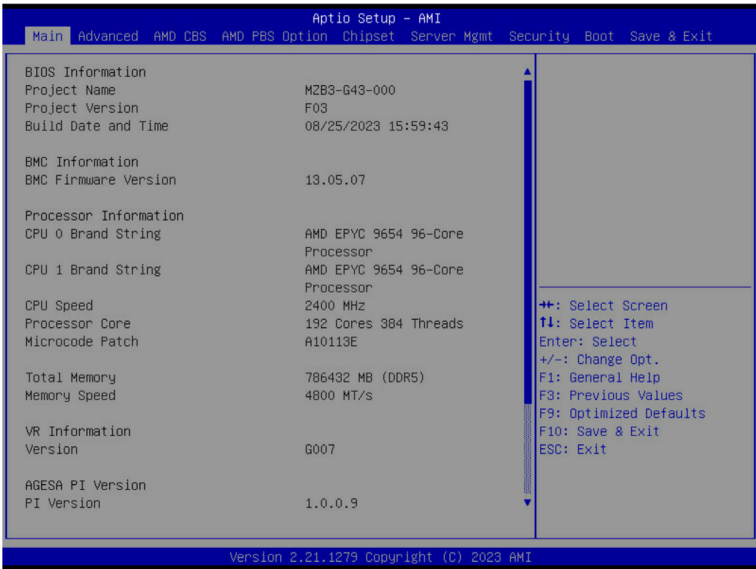 Aptio Setup – AMI
Main Advanced AMD CBS AMD PBS Option Chipset Server Mgmt Security Boot Save & Exit
BIOS Information
Project Name MZB3-G43-000
Project Version F03
Build Date and Time 08/25/2023 15:59:43
BMC Information
BMC Firmware Version 13.05.07
Processor Information
CPU 0 Brand String AMD EPYC 9654 96-Core
Processor
CPU 1 Brand String AMD EPYC 9654 96-Core
Processor
CPU Speed 2400 MHz
Processor Core 192 Cores 384 Threads
Microcode Patch A10113E
Total Memory 786432 MB (DDR5)
Memory Speed 4800 MT/s
VR Information
Version G007
AGESA PI Version
PI Version 1.0.0.9
→←: Select Screen
↑↓: Select Item
Enter: Select
+/-: Change Opt.
F1: General Help
F3: Previous Values
F9: Optimized Defaults
F10: Save & Exit
ESC: Exit
Version 2.21.1279 Copyright (C) 2023 AMI